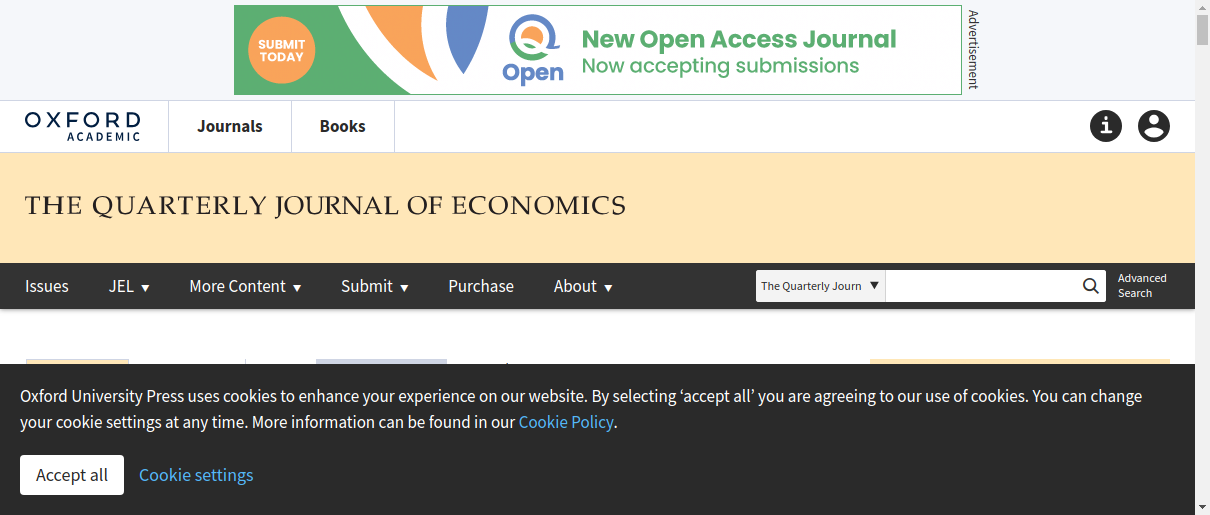 SUBMIT
TODAY
Open
New Open Access Journal
Now accepting submissions
Advertisement
OXFORD
ACADEMIC
Journals
Books
THE QUARTERLY JOURNAL OF ECONOMICS
Issues
JEL
More Content
Submit
Purchase
About
The Quarterly Journ
Advanced
Search
Oxford University Press uses cookies to enhance your experience on our website. By selecting ‘accept all’ you are agreeing to our use of cookies. You can change
your cookie settings at any time. More information can be found in our Cookie Policy.
Accept all
Cookie settings